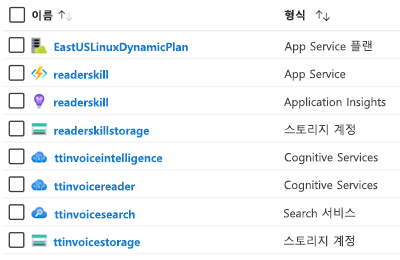 이름 ↑↓ 형식 ↑↓
EastUSLinuxDynamicPlan App Service 플랜
readerskill App Service
readerskill Application Insights
readerskillstorage 스토리지 계정
ttinvoiceintelligence Cognitive Services
ttinvoicereader Cognitive Services
ttinvoicesearch Search 서비스
ttinvoicestorage 스토리지 계정